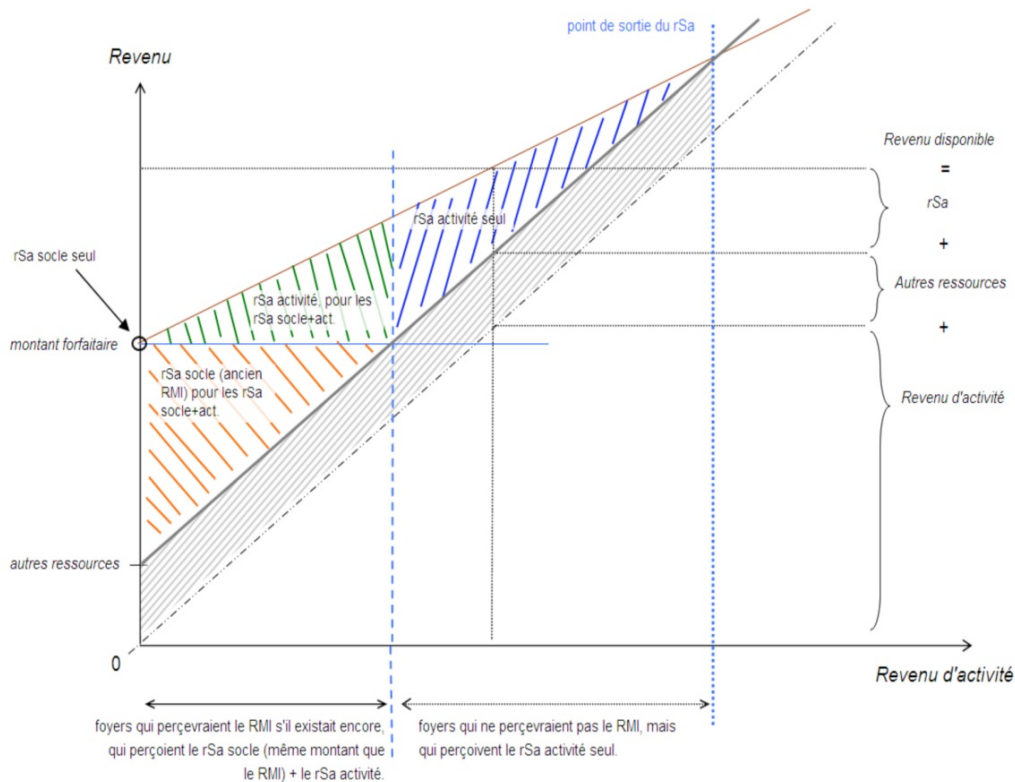 point de sortie du rSa
Revenu
Revenu disponible
=
rSa
+
Autres ressources
+
Revenu d'activité
rSa activité seul
rSa socle seul
rSa activité, pour les
rSa socle+act.
montant forfaitaire
rSa socle (ancien
RMI) pour les rSa
socle+act.
autres ressources
0
Revenu d'activité
foyers qui perçevraient le RMI s'il existait encore,
qui perçoient le rSa socle (même montant que
le RMI) + le rSa activité.
foyers qui ne perçevraient pas le RMI, mais
qui perçoivent le rSa activité seul.